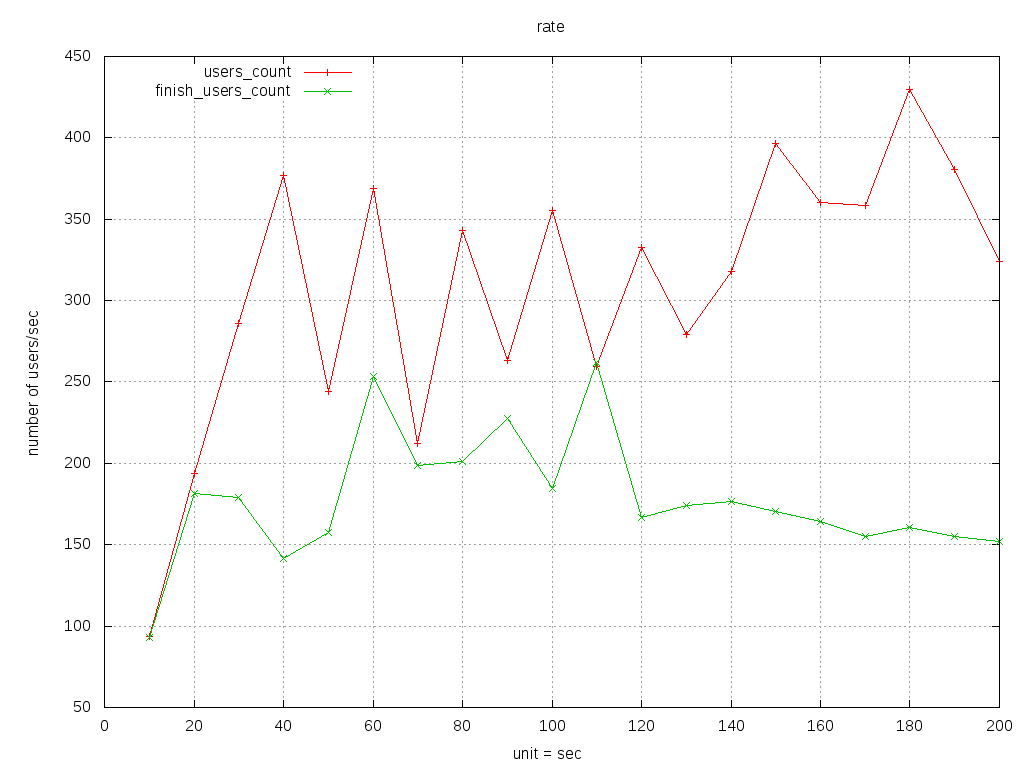 rate
450
400
350
300
250
200
150
100
50
users_count
finish_users_count
number of users/sec
0 20 40 60 80 100 120 140 160 180 200
unit = sec